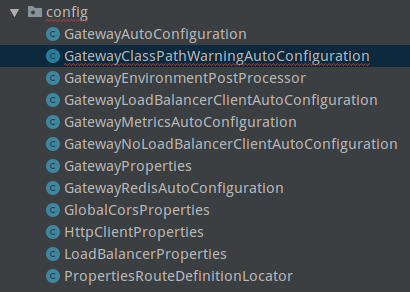 config
GatewayAutoConfiguration
GatewayClassPathWarningAutoConfiguration
GatewayEnvironmentPostProcessor
GatewayLoadBalancerClientAutoConfiguration
GatewayMetricsAutoConfiguration
GatewayNoLoadBalancerClientAutoConfiguration
GatewayProperties
GatewayRedisAutoConfiguration
GlobalCorsProperties
HttpClientProperties
LoadBalancerProperties
PropertiesRouteDefinitionLocator